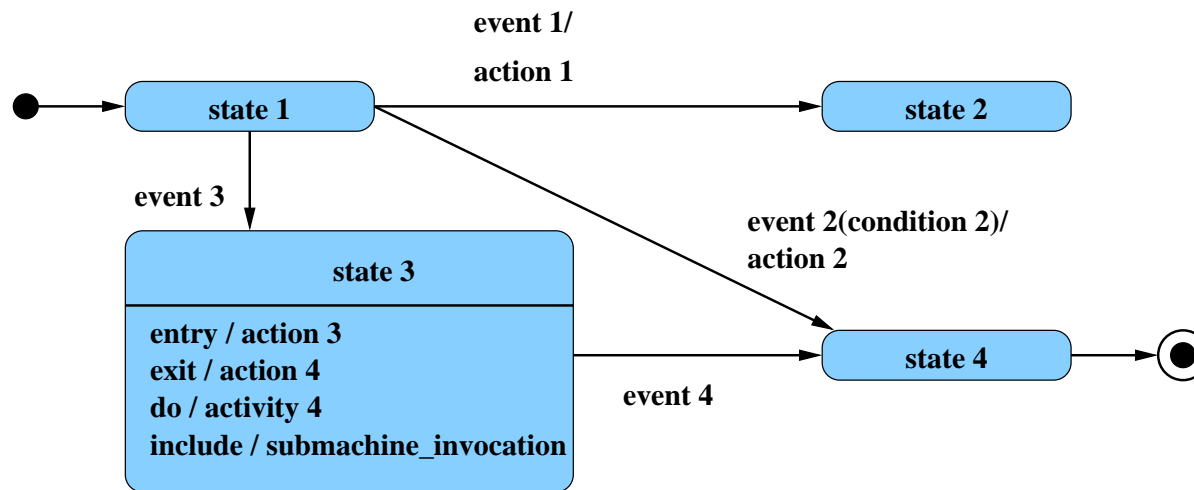 event 1/
action 1
state 1
state 2
event 3
event 2(condition 2)/
action 2
state 3
entry / action 3
exit / action 4
do / activity 4
include / submachine_invocation
event 4
state 4